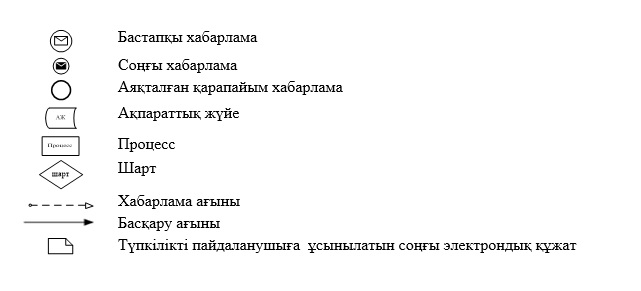 Бастапқы хабарлама
Соңғы хабарлама
Аяқталған қарапайым хабарлама
АЖ Ақпараттық жүйе
Процесс Процесс
шарт Шарт
Хабарлама ағыны
Басқару ағыны
Түпкілікті пайдаланушыға ұсынылатын соңғы электрондық құжат